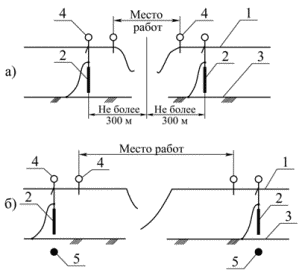 4 Место 4 1
работ
2 2 3
а)
Не более Не более
300 м 300 м
4 4 Место работ 4 1
2 2
б) 3
5 5